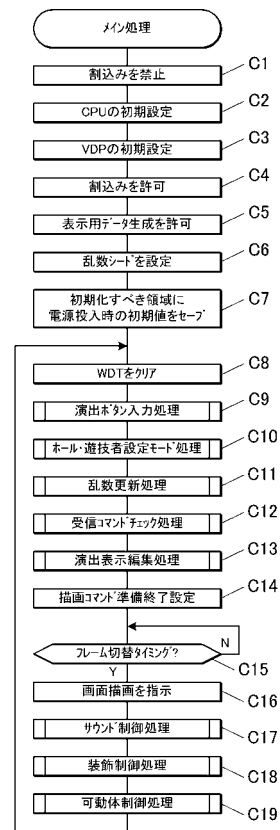 メイン処理
割込みを禁止
C1
CPUの初期設定
C2
VDPの初期設定
C3
割込みを許可
C4
表示用データ生成を許可
C5
乱数シードを設定
C6
初期化すべき領域に
電源投入時の初期値をセーブ
C7
WDTをクリア
C8
演出ボタン入力処理
C9
ホール・遊技者設定モード処理
C10
乱数更新処理
C11
受信コマンドチェック処理
C12
演出表示編集処理
C13
描画コマンド準備終了設定
C14
フレーム切替タイミング?
N
C15
Y
画面描画を指示
C16
サウンド制御処理
C17
装飾制御処理
C18
可動体制御処理
C19